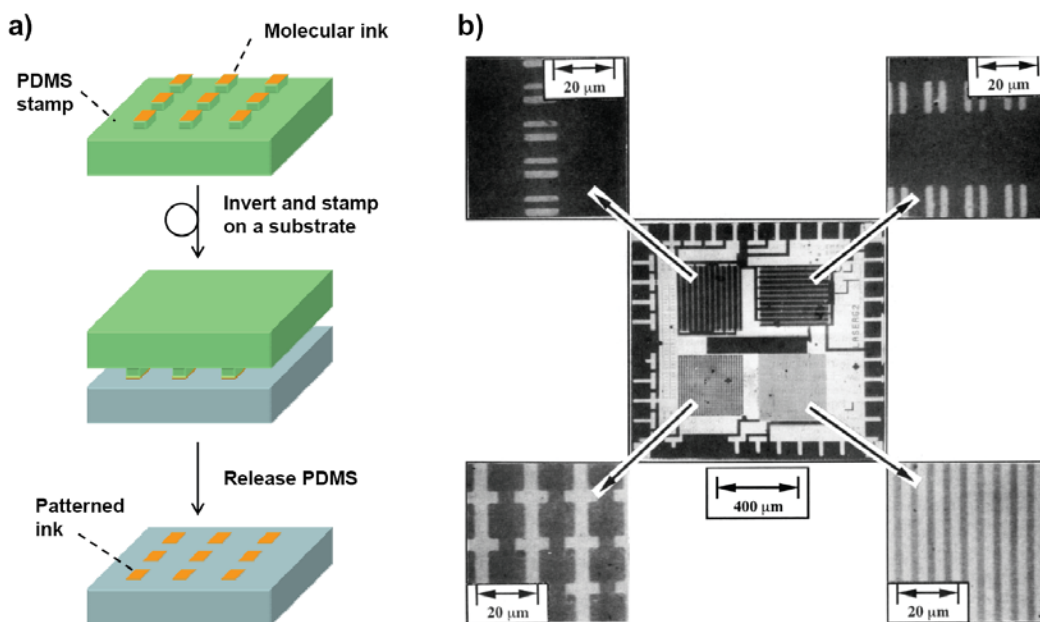 a)
Molecular ink
PDMS
stamp
Invert and stamp
on a substrate
Release PDMS
Patterned
ink
b)
20 μm
20 μm
LASERG2
400 μm
20 μm
20 μm